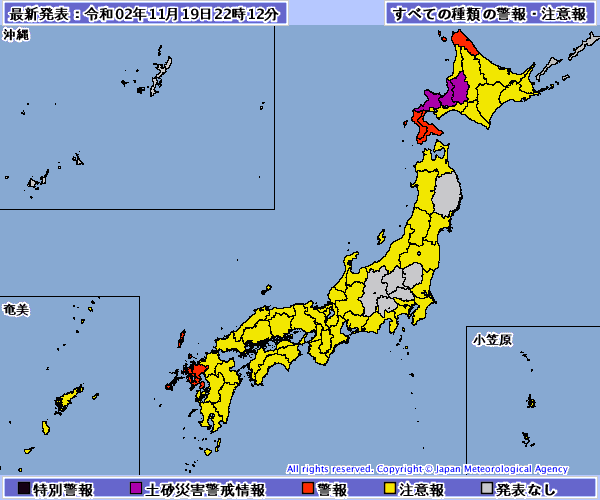 最新発表：令和02年11月19日22時12分
すべての種類の警報・注意報
沖縄
奄美
小笠原
All rights reserved. Copyright © Japan Meteorological Agency
特別警報 土砂災害警戒情報 警報 注意報 発表なし